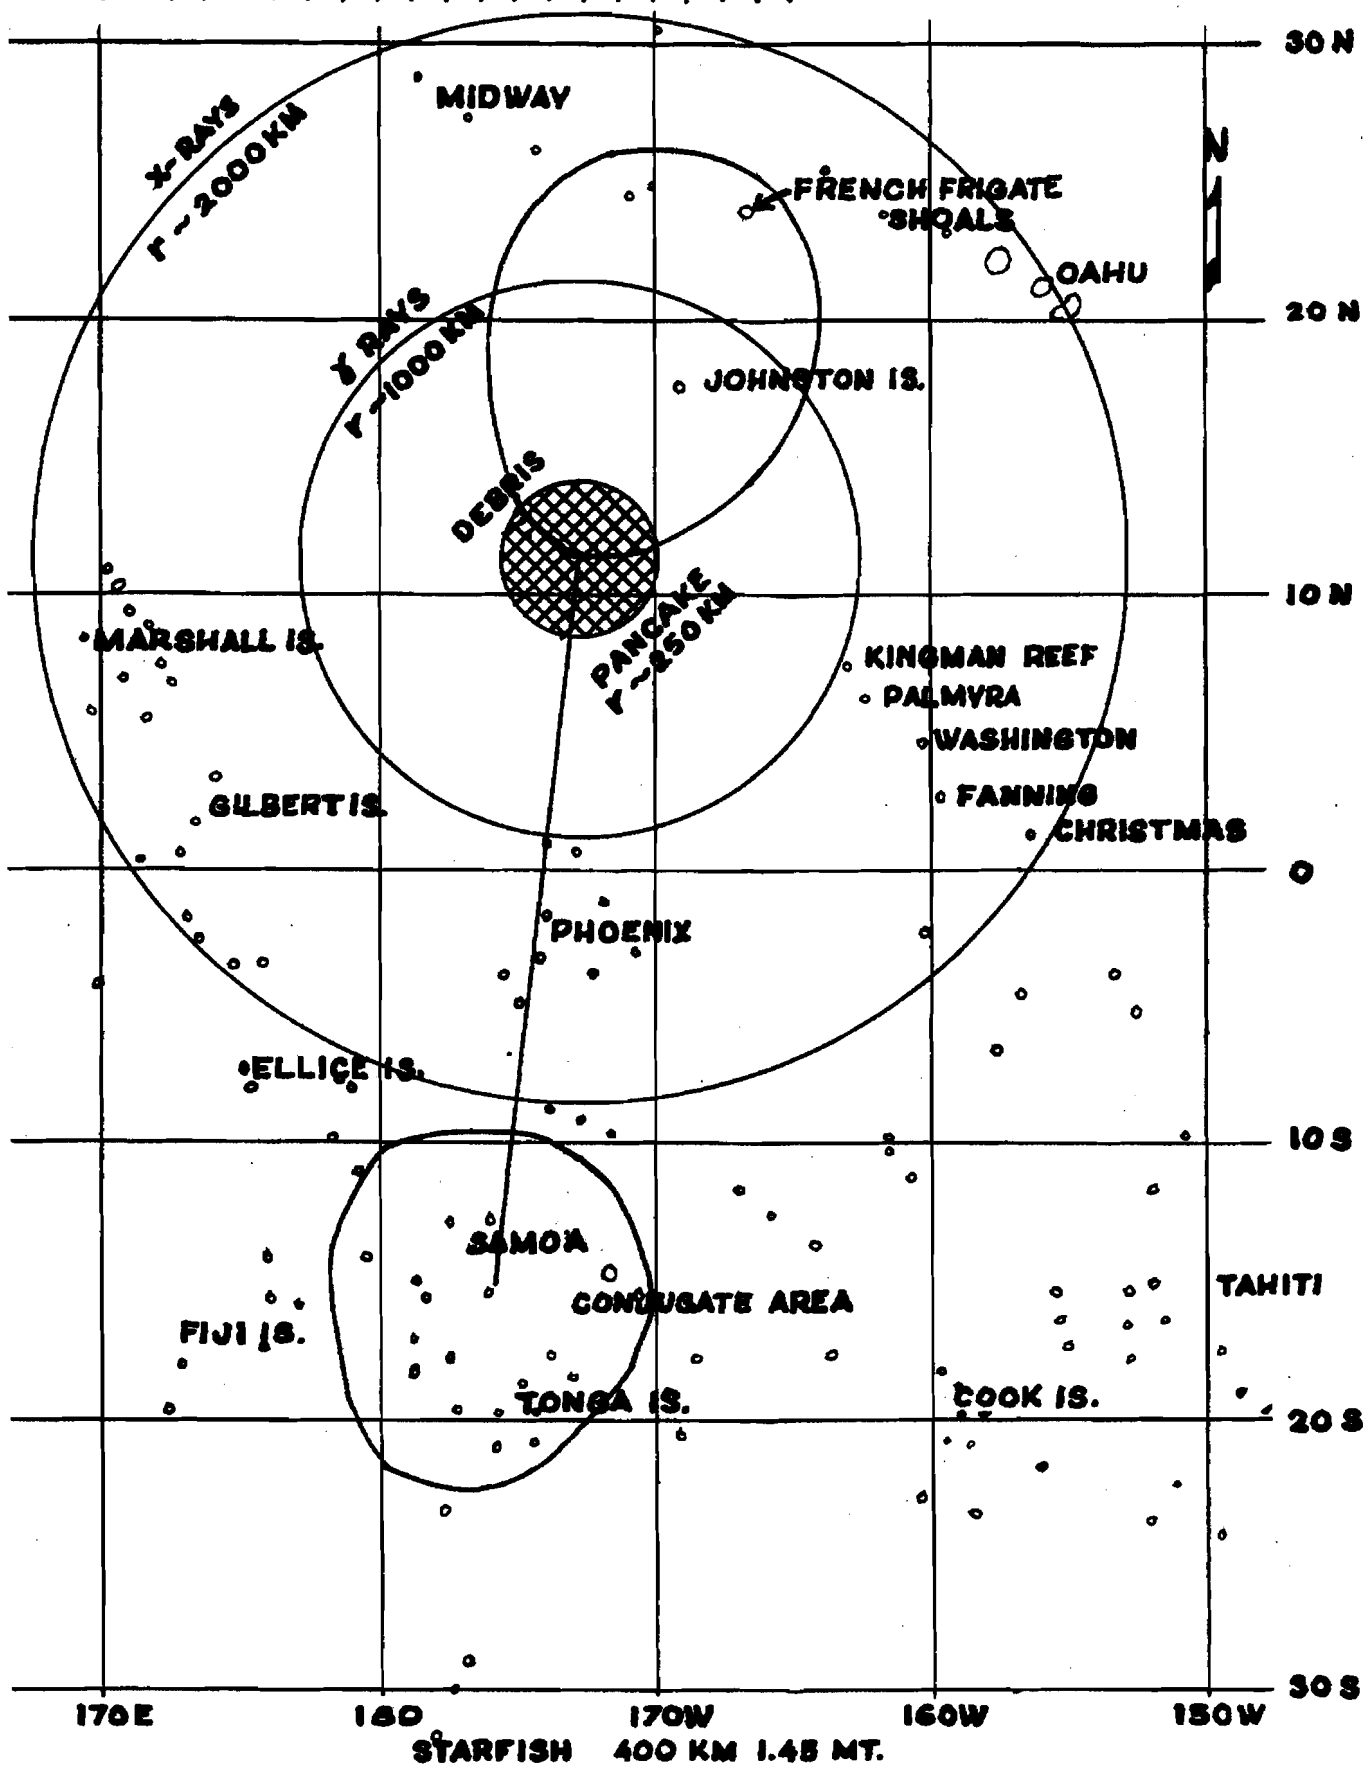 30 N
MIDWAY
X-RAYS
r ~ 2000 KM
N
FRENCH FRIGATE
SHOALS
OAHU
20 N
γ RAYS
r ~1000 KM
JOHNSTON IS.
DEBRIS
PANCAKE
r ~250 KM
10 N
MARSHALL IS.
KINGMAN REEF
PALMYRA
WASHINGTON
FANNING
GILBERT IS.
CHRISTMAS
0
PHOENIX
ELLICE IS.
10 S
SAMOA
CONJUGATE AREA
TAHITI
FIJI IS.
TONGA IS.
COOK IS.
20 S
30 S
170E 180 170W 160W 150W
STARFISH 400 KM 1.45 MT.